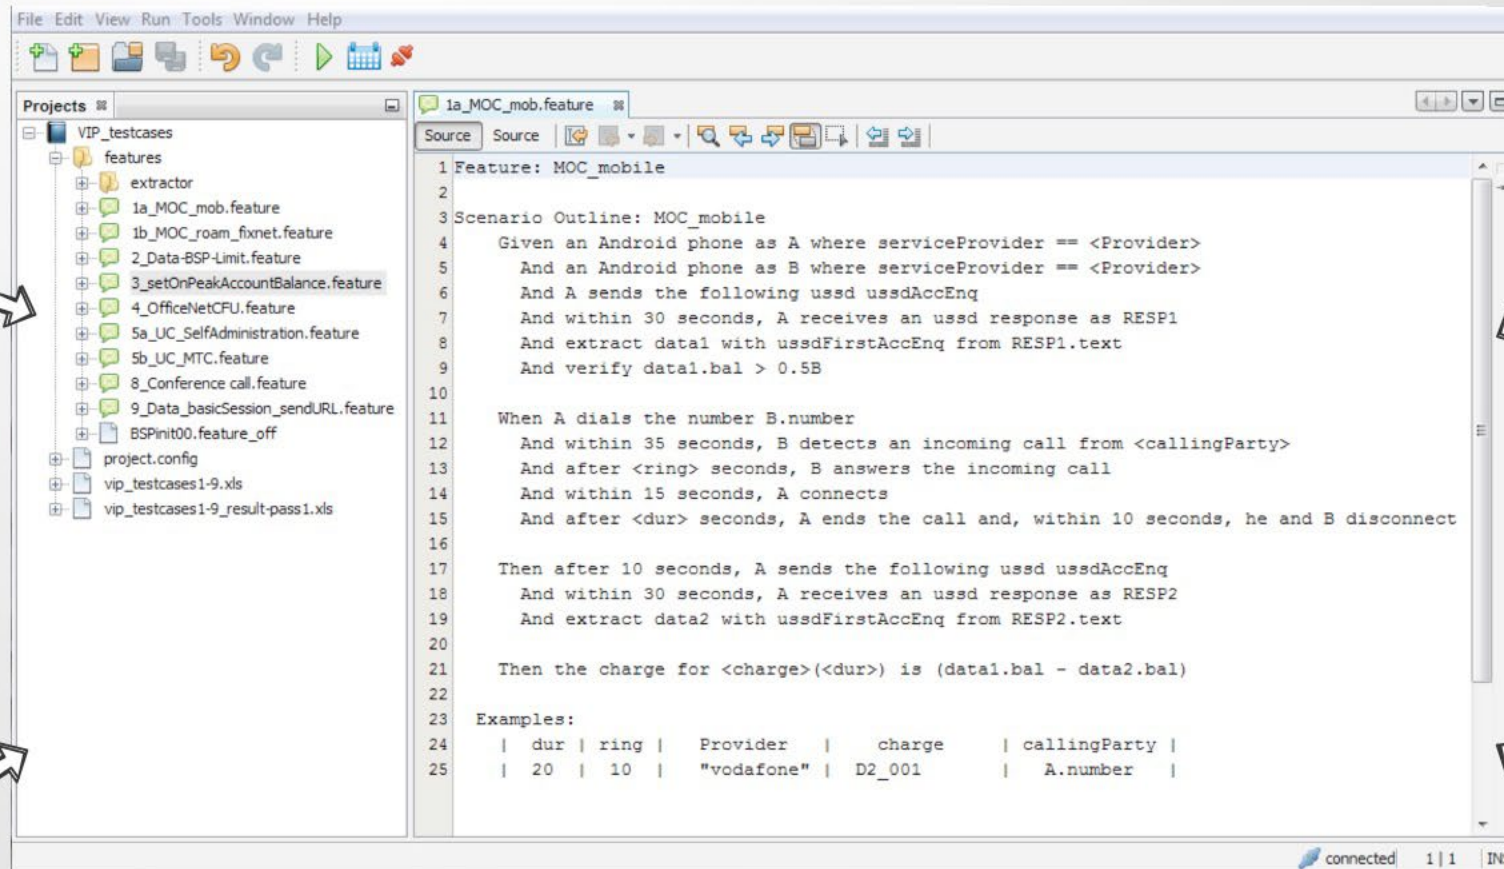 File Edit View Run Tools Window Help
Projects
VIP_testcases
features
extractor
1a_MOC_mob.feature
1b_MOC_roam_fixnet.feature
2_Data-BSP-Limit.feature
3_setOnPeakAccountBalance.feature
4_OfficeNetCFU.feature
5a_UC_SelfAdministration.feature
5b_UC_MTC.feature
8_Conference call.feature
9_Data_basicSession_sendURL.feature
BSPinit00.feature_off
project.config
vip_testcases1-9.xls
vip_testcases1-9_result-pass1.xls
1a_MOC_mob.feature
Source Source
1 Feature: MOC_mobile
2
3 Scenario Outline: MOC_mobile
4 Given an Android phone as A where serviceProvider == <Provider>
5 And an Android phone as B where serviceProvider == <Provider>
6 And A sends the following ussd ussdAccEnq
7 And within 30 seconds, A receives an ussd response as RESP1
8 And extract data1 with ussdFirstAccEnq from RESP1.text
9 And verify data1.bal > 0.5B
10
11 When A dials the number B.number
12 And within 35 seconds, B detects an incoming call from <callingParty>
13 And after <ring> seconds, B answers the incoming call
14 And within 15 seconds, A connects
15 And after <dur> seconds, A ends the call and, within 10 seconds, he and B disconnect
16
17 Then after 10 seconds, A sends the following ussd ussdAccEnq
18 And within 30 seconds, A receives an ussd response as RESP2
19 And extract data2 with ussdFirstAccEnq from RESP2.text
20
21 Then the charge for <charge>(<dur>) is (data1.bal - data2.bal)
22
23 Examples:
24 | dur | ring | Provider | charge | callingParty |
25 | 20 | 10 | "vodafone" | D2_001 | A.number |
connected 1 | 1 IN